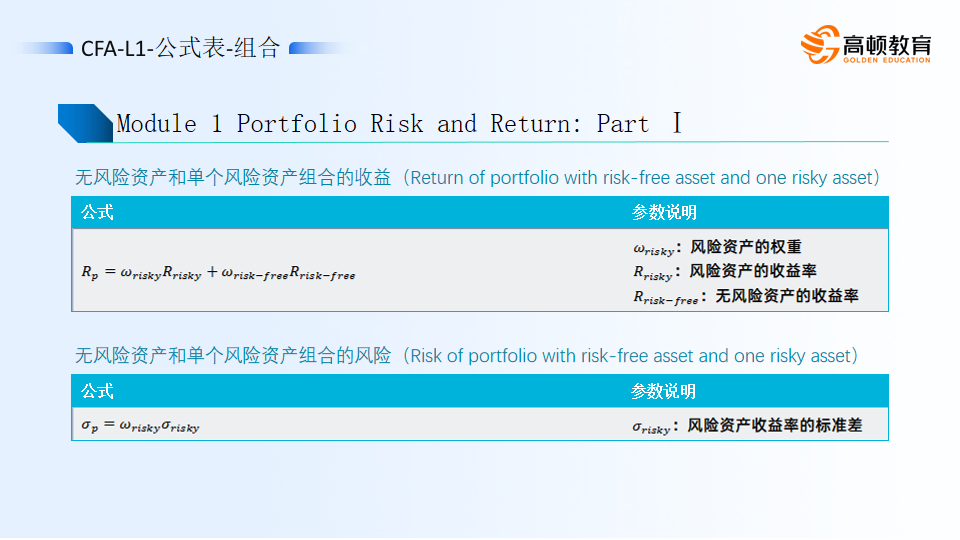 CFA-L1-公式表-组合
高顿教育
GOLDEN EDUCATION
Module 1 Portfolio Risk and Return: Part Ⅰ
无风险资产和单个风险资产组合的收益（Return of portfolio with risk-free asset and one risky asset）
公式 参数说明
ω_risky：风险资产的权重
R_p = ω_risky R_risky + ω_risk−free R_risk−free R_risky：风险资产的收益率
R_risk−free：无风险资产的收益率
无风险资产和单个风险资产组合的风险（Risk of portfolio with risk-free asset and one risky asset）
公式 参数说明
σ_p = ω_risky σ_risky σ_risky：风险资产收益率的标准差